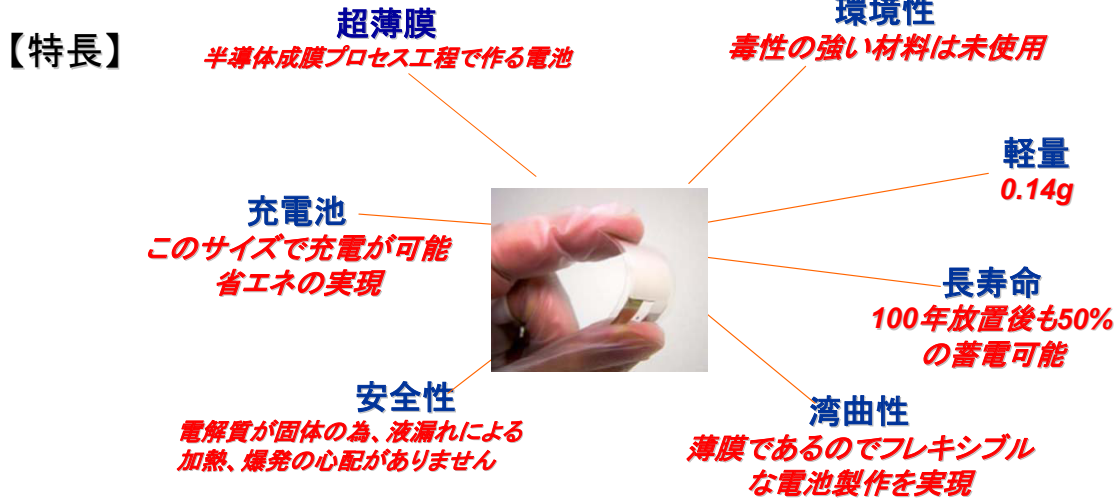 【特長】
超薄膜
半導体成膜プロセス工程で作る電池
環境性
毒性の強い材料は未使用
軽量
0.14g
充電池
このサイズで充電が可能
省エネの実現
長寿命
100年放置後も50%
の蓄電可能
安全性
電解質が固体の為、液漏れによる
加熱、爆発の心配がありません
湾曲性
薄膜であるのでフレキシブル
な電池製作を実現